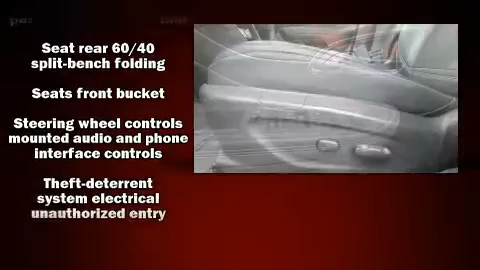 Seat rear 60/40
split-bench folding
Seats front bucket
Steering wheel controls
mounted audio and phone
interface controls
Theft-deterrent
system electrical
unauthorized entry